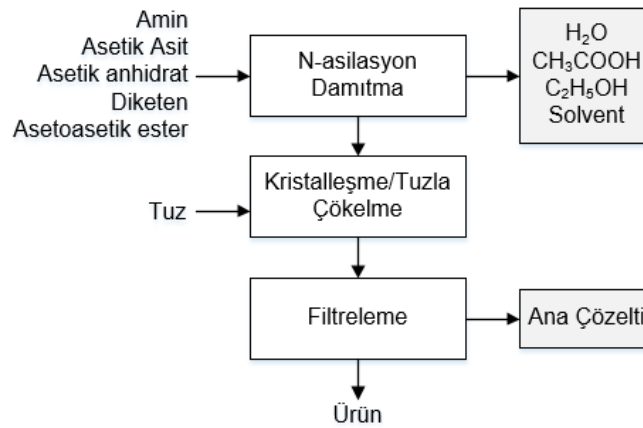 Amin
Asetik Asit
Asetik anhidrat
Diketen
Asetoasetik ester
N-asilasyon
Damıtma
H₂O
CH₃COOH
C₂H₅OH
Solvent
Tuz
Kristalleşme/Tuzla
Çökelme
Filtreleme
Ana Çözelti
Ürün